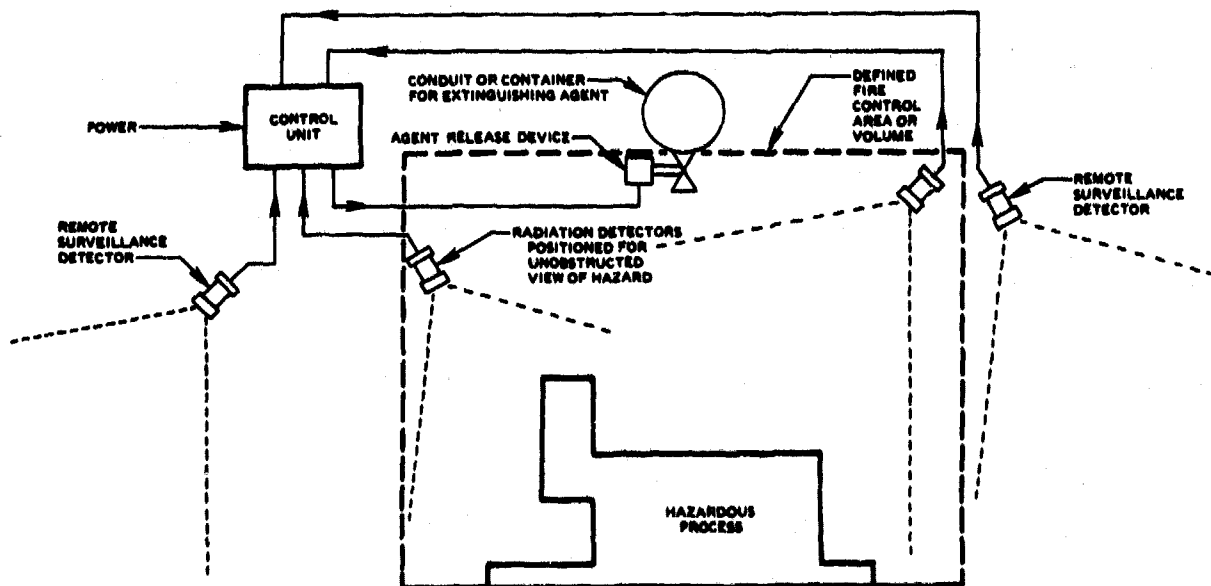 CONDUIT OR CONTAINER
FOR EXTINGUISHING AGENT
DEFINED
FIRE
CONTROL
AREA OR
VOLUME
POWER
CONTROL
UNIT
AGENT RELEASE DEVICE
REMOTE
SURVEILLANCE
DETECTOR
REMOTE
SURVEILLANCE
DETECTOR
RADIATION DETECTORS
POSITIONED FOR
UNOBSTRUCTED
VIEW OF HAZARD
HAZARDOUS
PROCESS